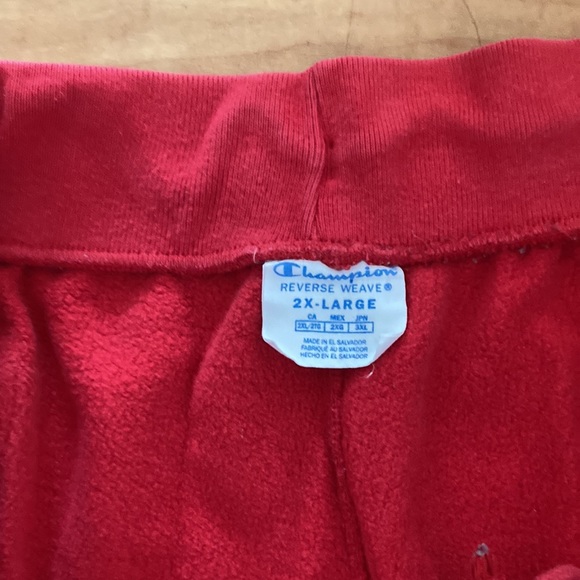 Champion
REVERSE WEAVE®
2X-LARGE
CA MEX JPN
2XL/2TG 2XG 3XL
MADE IN EL SALVADOR
FABRIQUÉ AU SALVADOR
HECHO EN EL SALVADOR